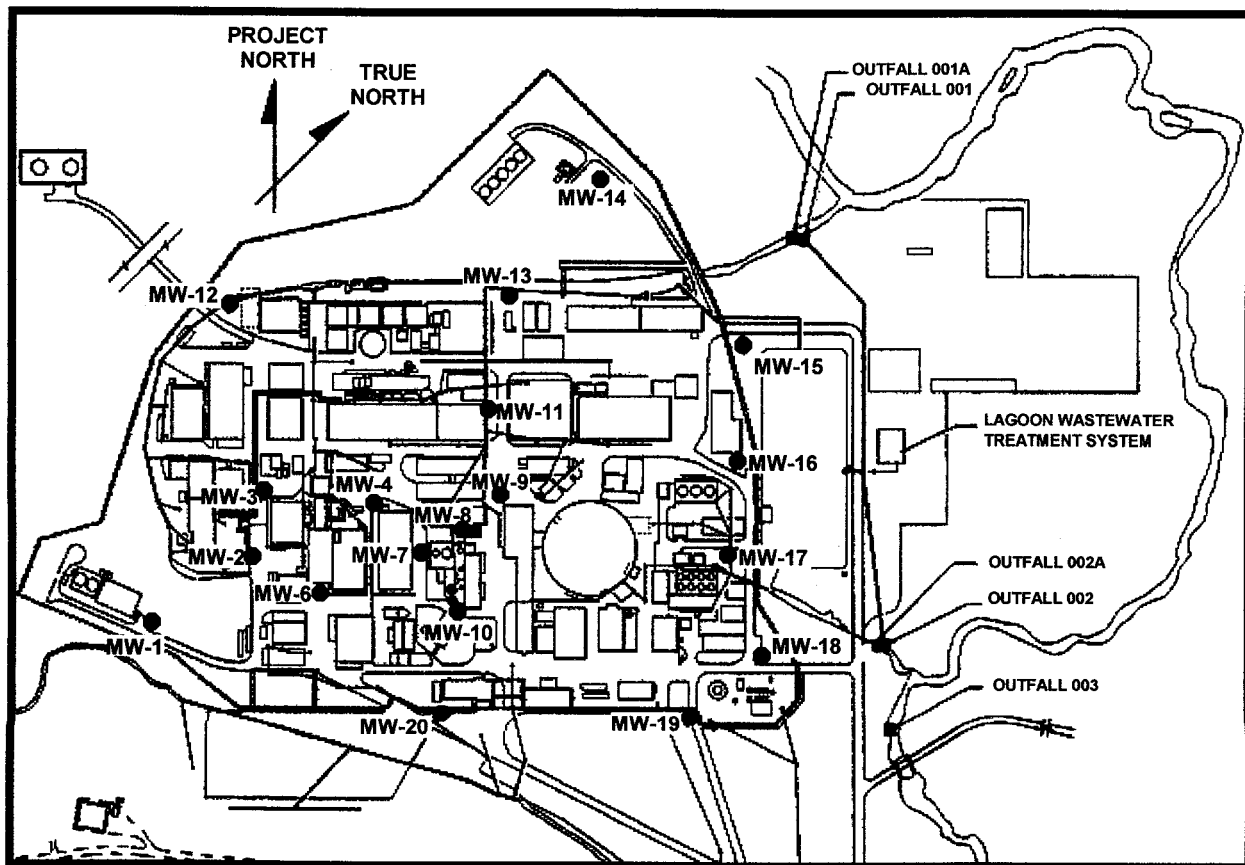 PROJECT
NORTH
TRUE
NORTH
OUTFALL 001A
OUTFALL 001
MW-14
MW-13
MW-12
MW-15
MW-11
LAGOON WASTEWATER
TREATMENT SYSTEM
MW-16
MW-9
MW-4
MW-3
MW-8
MW-7
MW-2
MW-17
OUTFALL 002A
MW-6
OUTFALL 002
MW-10
MW-1
MW-18
OUTFALL 003
MW-20
MW-19